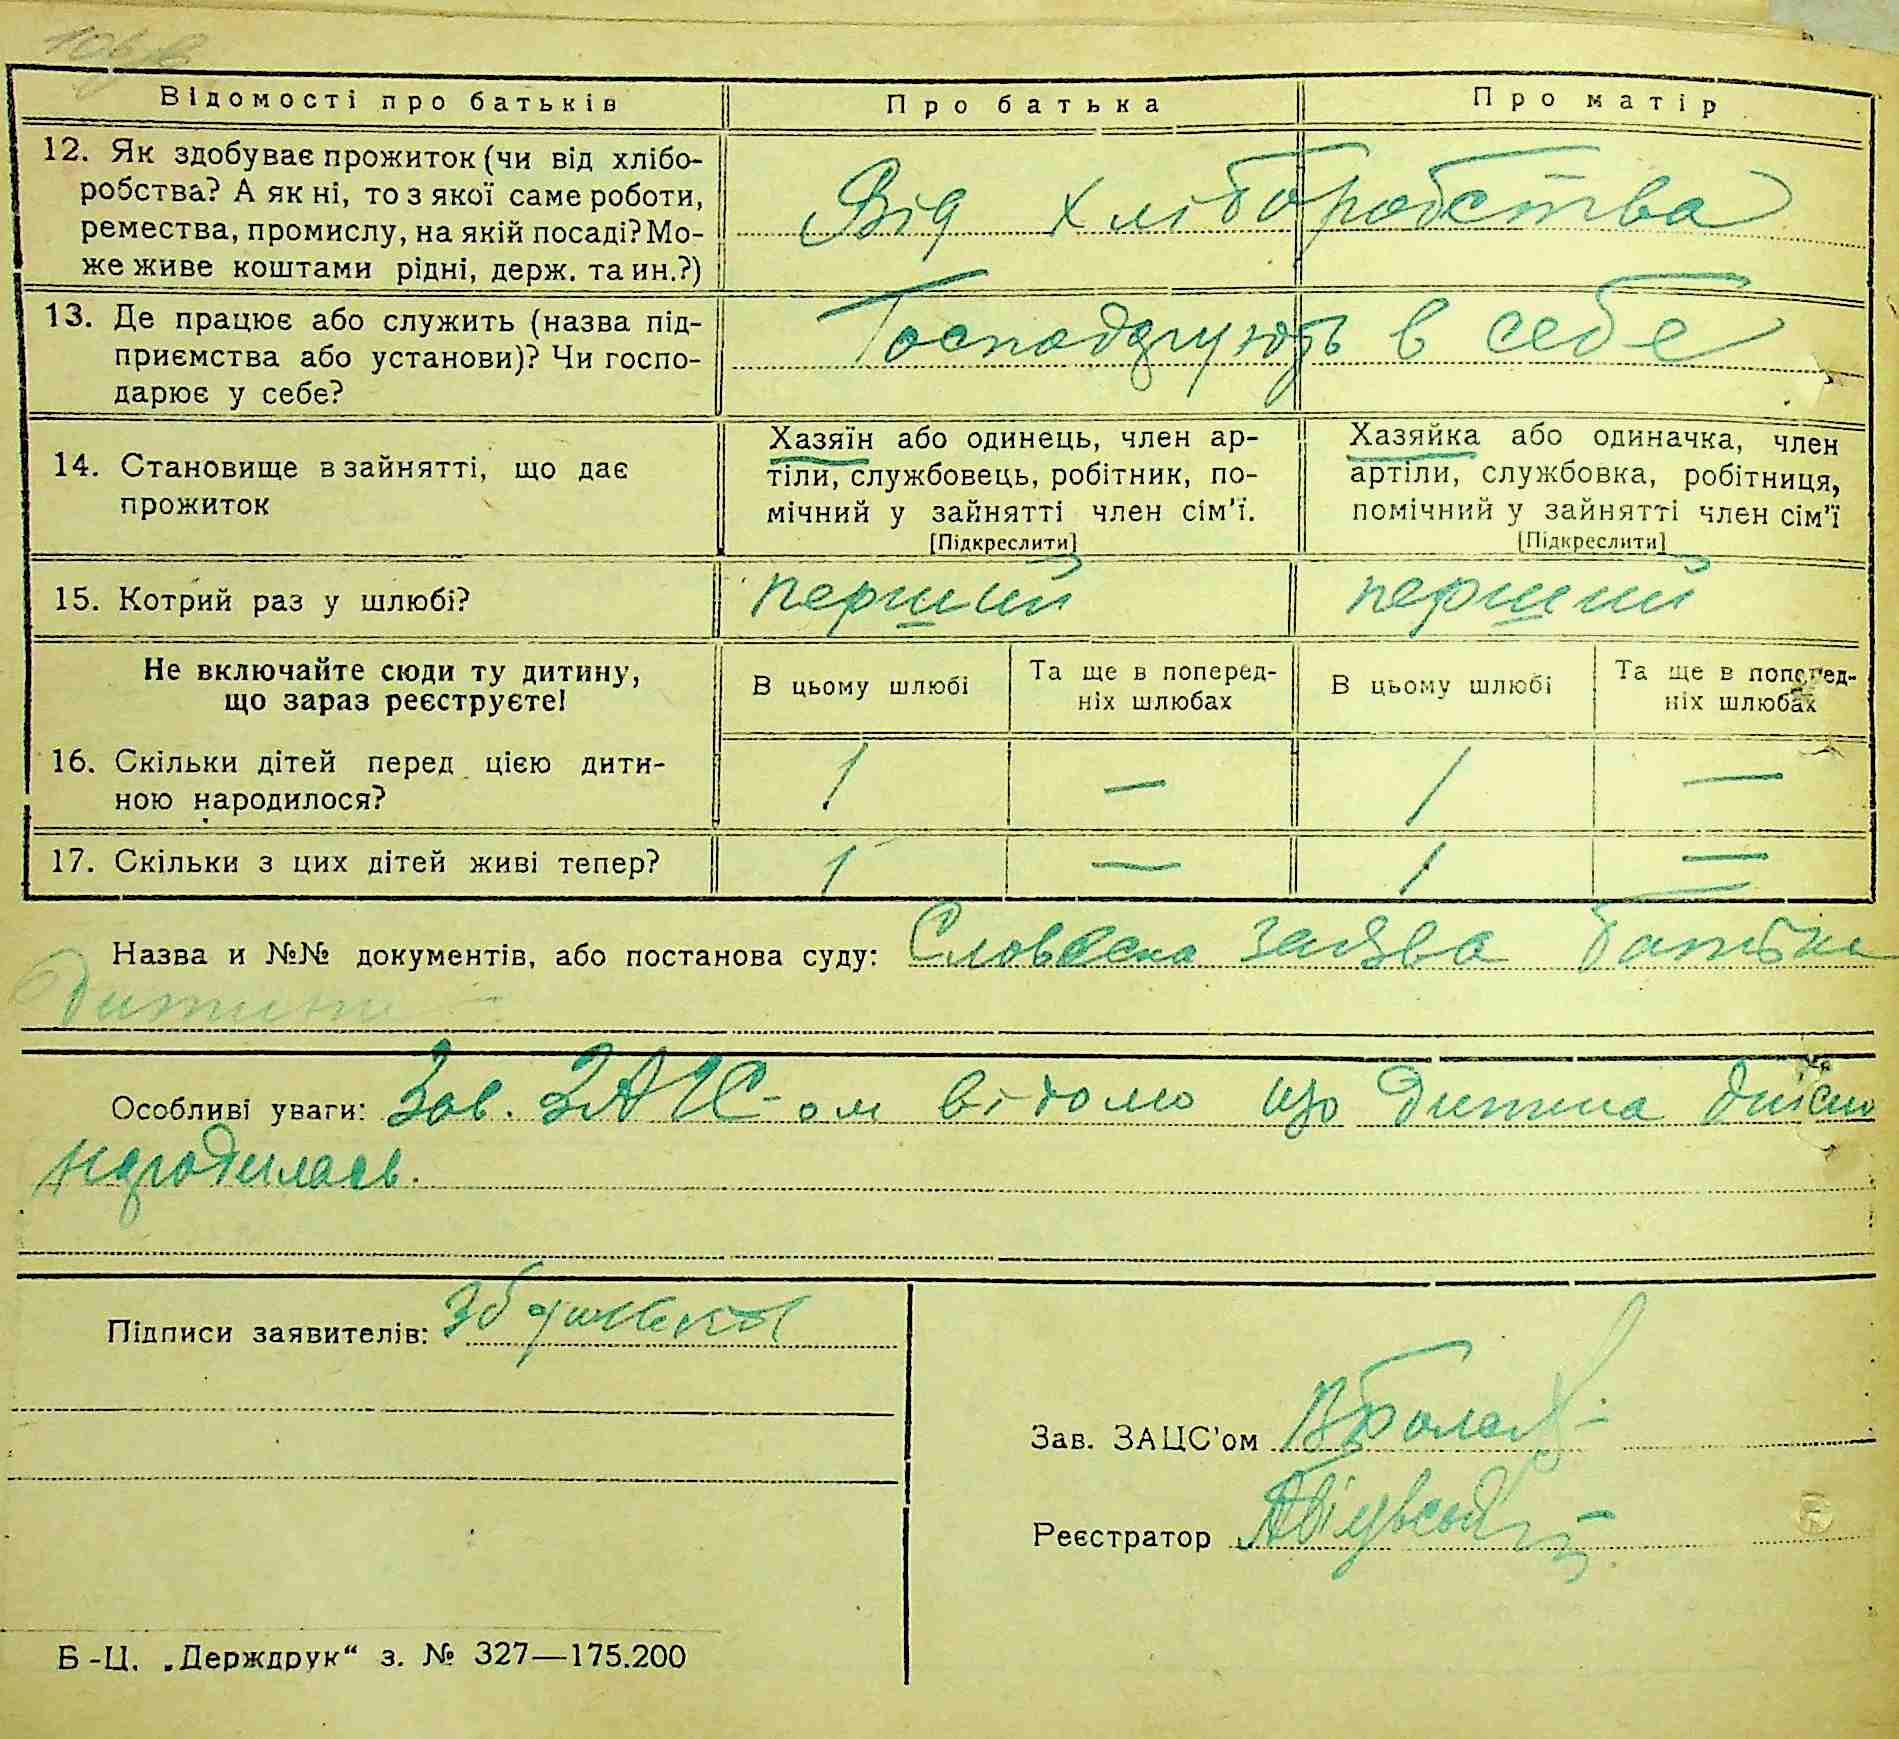 Відомості про батьків Про батька Про матір
12. Як здобуває прожиток (чи від хлібо-
робства? А як ні, то з якої саме роботи,
ремества, промислу, на якій посаді? Мо-
же живе коштами рідні, держ. та ин.?)
Від хліборобства
13. Де працює або служить (назва під-
приємства або установи)? Чи госпо-
дарює у себе?
Господарують в себе
14. Становище в зайнятті, що дає
прожиток
Хазяїн або одинець, член ар-
тіли, службовець, робітник, по-
мічний у зайнятті член сім'ї.
[Підкреслити]
Хазяйка або одиначка, член
артіли, службовка, робітниця,
помічний у зайнятті член сім'ї
[Підкреслити]
15. Котрий раз у шлюбі? перший перший
Не включайте сюди ту дитину,
що зараз реєструєте!
В цьому шлюбі
Та ще в поперед-
ніх шлюбах
В цьому шлюбі
Та ще в поперед-
ніх шлюбах
16. Скільки дітей перед цією дити-
ною народилося?
1 — 1 —
17. Скільки з цих дітей живі тепер? 1 — 1 —
Назва и №№ документів, або постанова суду: Словесна заява батька
дитини
Особливі уваги: Зав. ЗАЦС-ом відомо що дитина дійсно
народилась.
Підписи заявителів:
Зав. ЗАЦС'ом
Реєстратор
Б-Ц. „Держдрук“ з. № 327—175.200